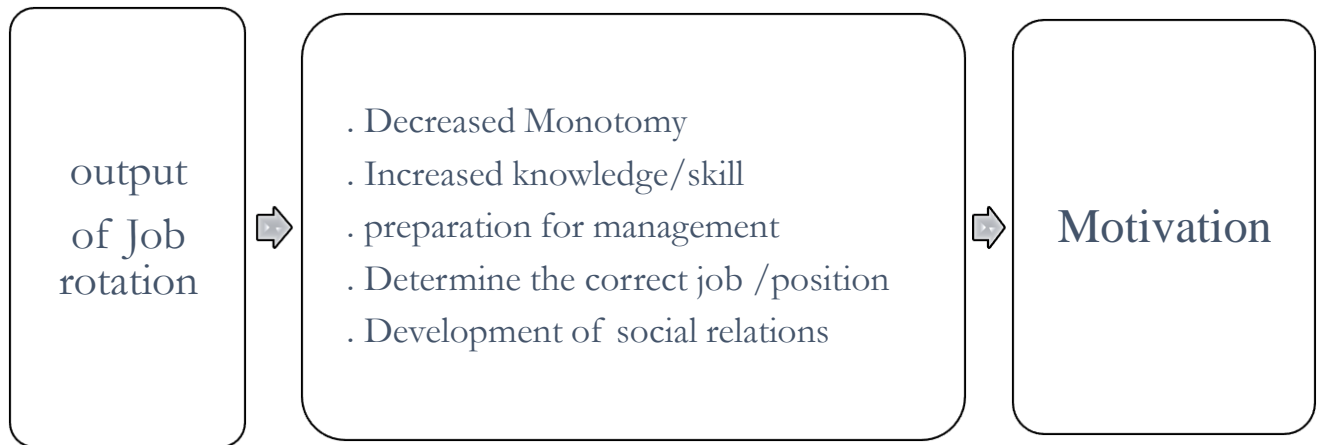 output
of Job
rotation
. Decreased Monotomy
. Increased knowledge/skill
. preparation for management
. Determine the correct job /position
. Development of social relations
Motivation